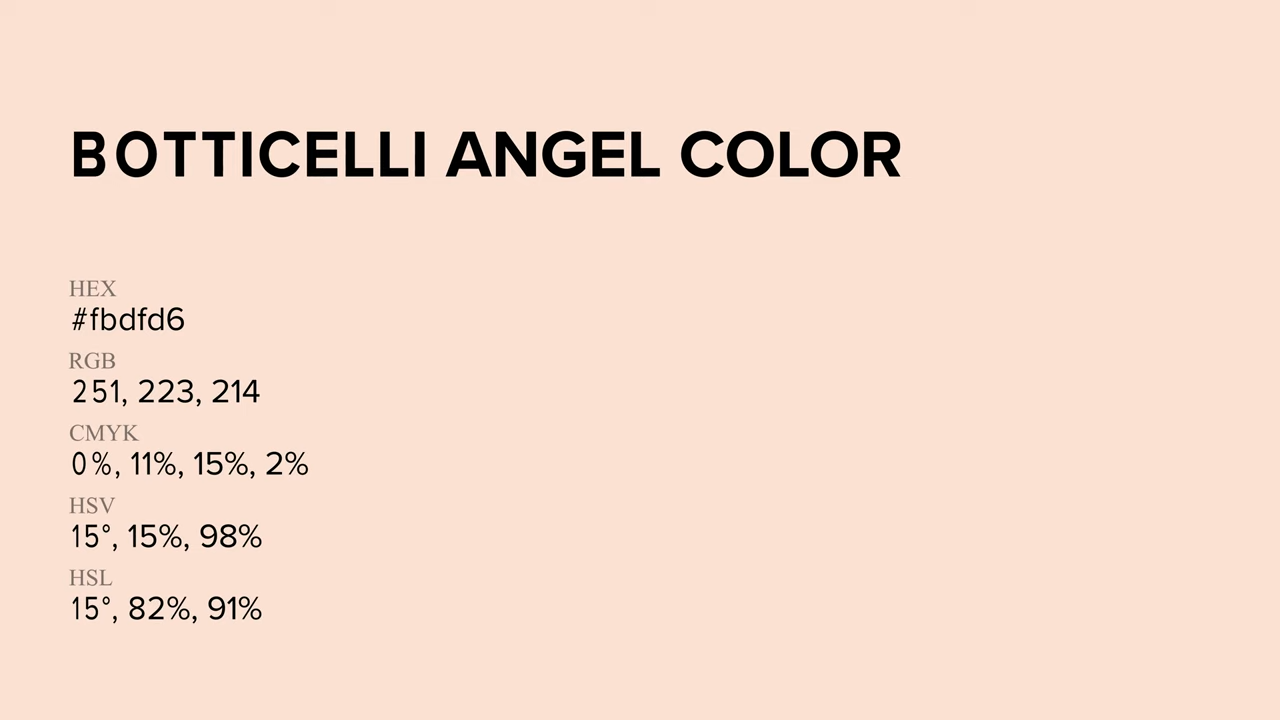 BOTTICELLI ANGEL COLOR
HEX
#fbdfd6
RGB
251, 223, 214
CMYK
0%, 11%, 15%, 2%
HSV
15°, 15%, 98%
HSL
15°, 82%, 91%